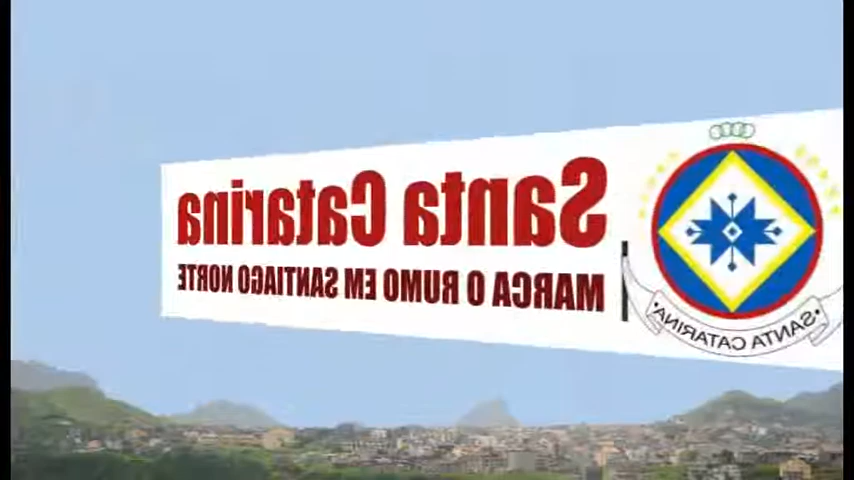 Santa Catarina
MARCA O RUMO EM SANTIAGO NORTE
•SANTA CATARINA•